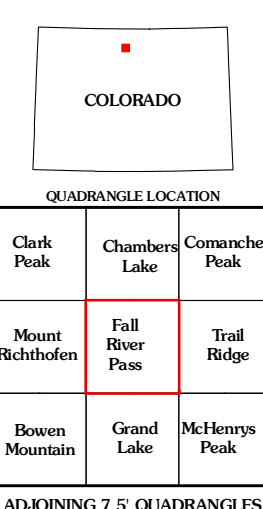 COLORADO
QUADRANGLE LOCATION
Clark
Peak
Chambers
Lake
Comanche
Peak
Mount
Richthofen
Fall
River
Pass
Trail
Ridge
Bowen
Mountain
Grand
Lake
McHenrys
Peak
ADJOINING 7.5' QUADRANGLES